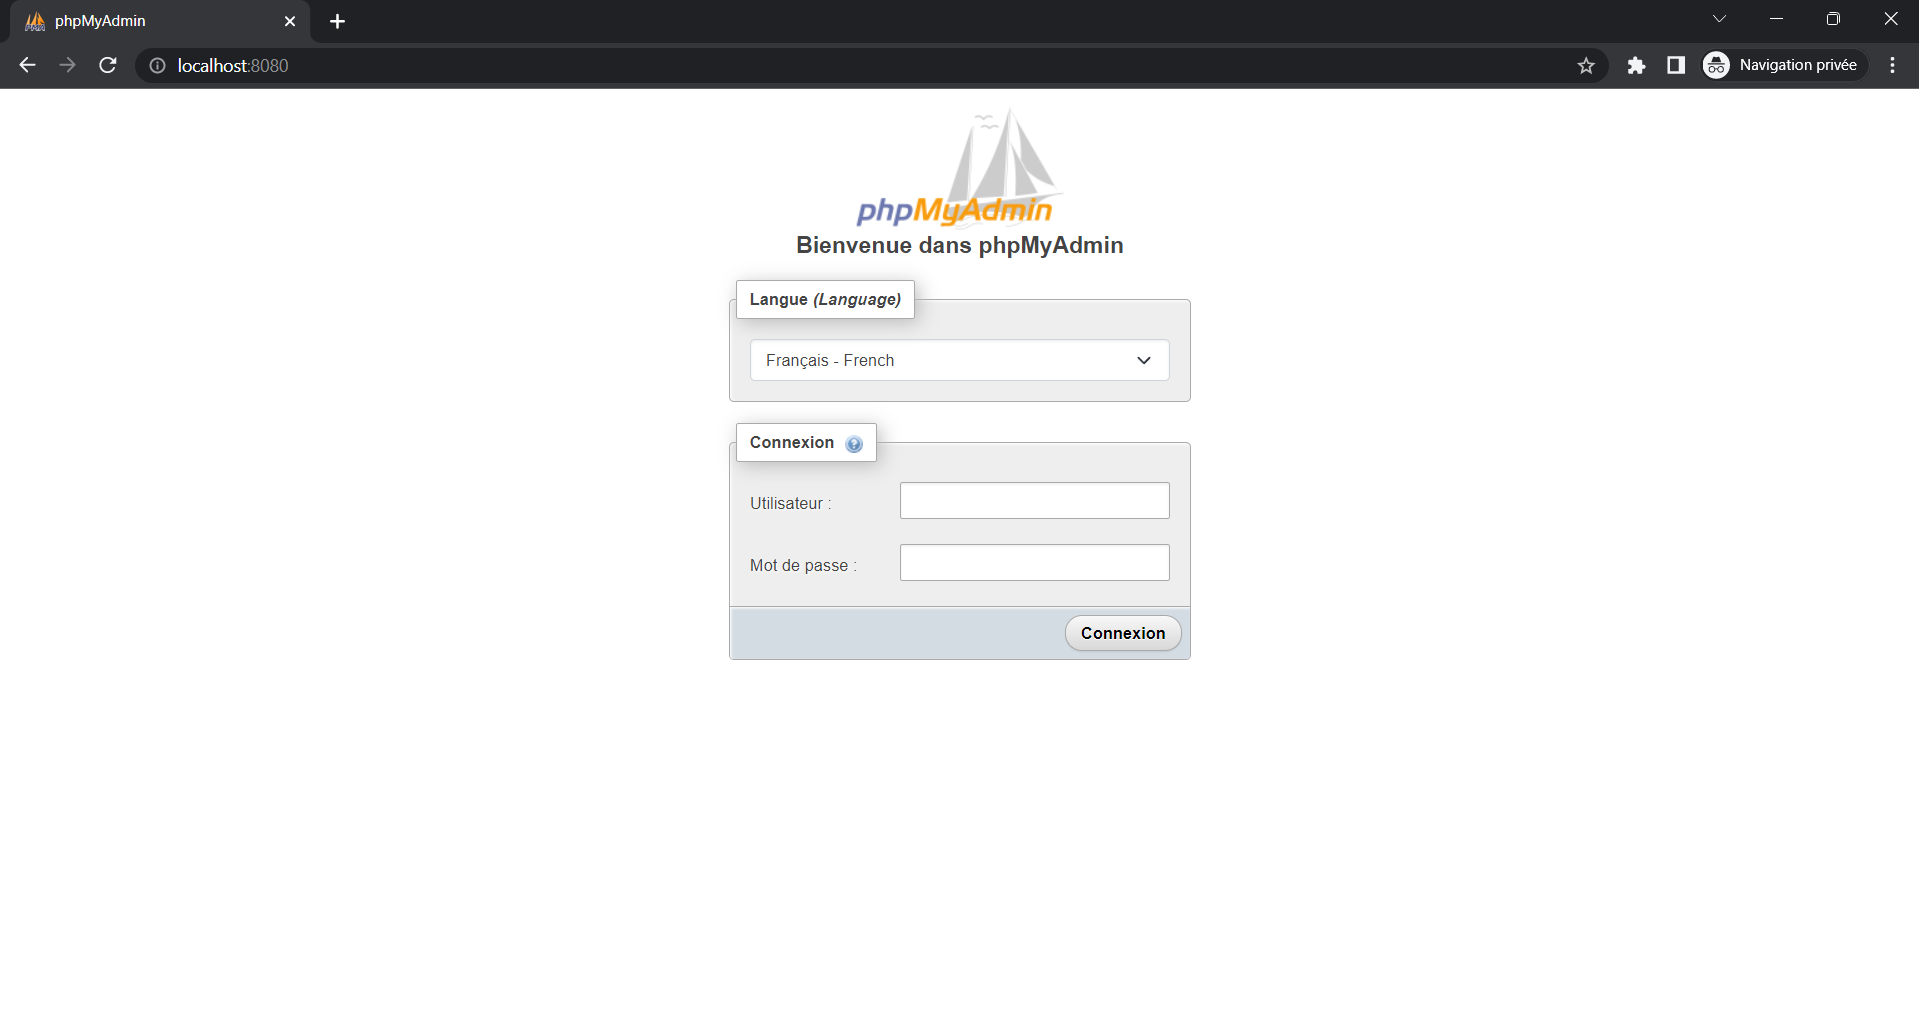 phpMyAdmin
localhost:8080
Navigation privée
phpMyAdmin
Bienvenue dans phpMyAdmin
Langue (Language)
Français - French
Connexion
Utilisateur :
Mot de passe :
Connexion